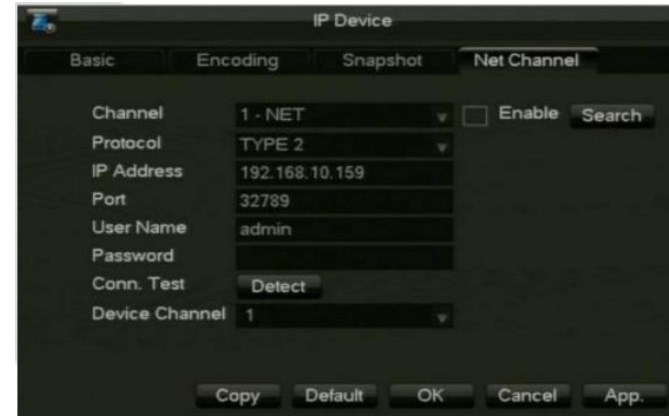 IP Device
Basic Encoding Snapshot Net Channel
Channel 1 - NET Enable Search
Protocol TYPE 2
IP Address 192.168.10.159
Port 32789
User Name admin
Password
Conn. Test Detect
Device Channel 1
Copy Default OK Cancel App.